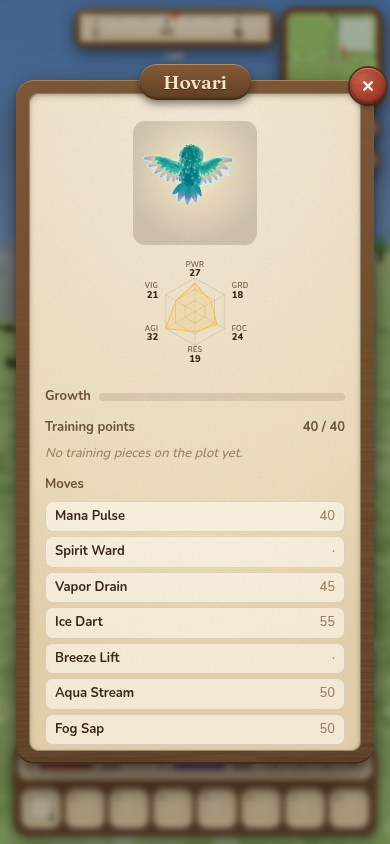 Hovari
PWR
27
VIG
21
GRD
18
AGI
32
FOC
24
RES
19
Growth
Training points 40 / 40
No training pieces on the plot yet.
Moves
Mana Pulse 40
Spirit Ward ·
Vapor Drain 45
Ice Dart 55
Breeze Lift ·
Aqua Stream 50
Fog Sap 50